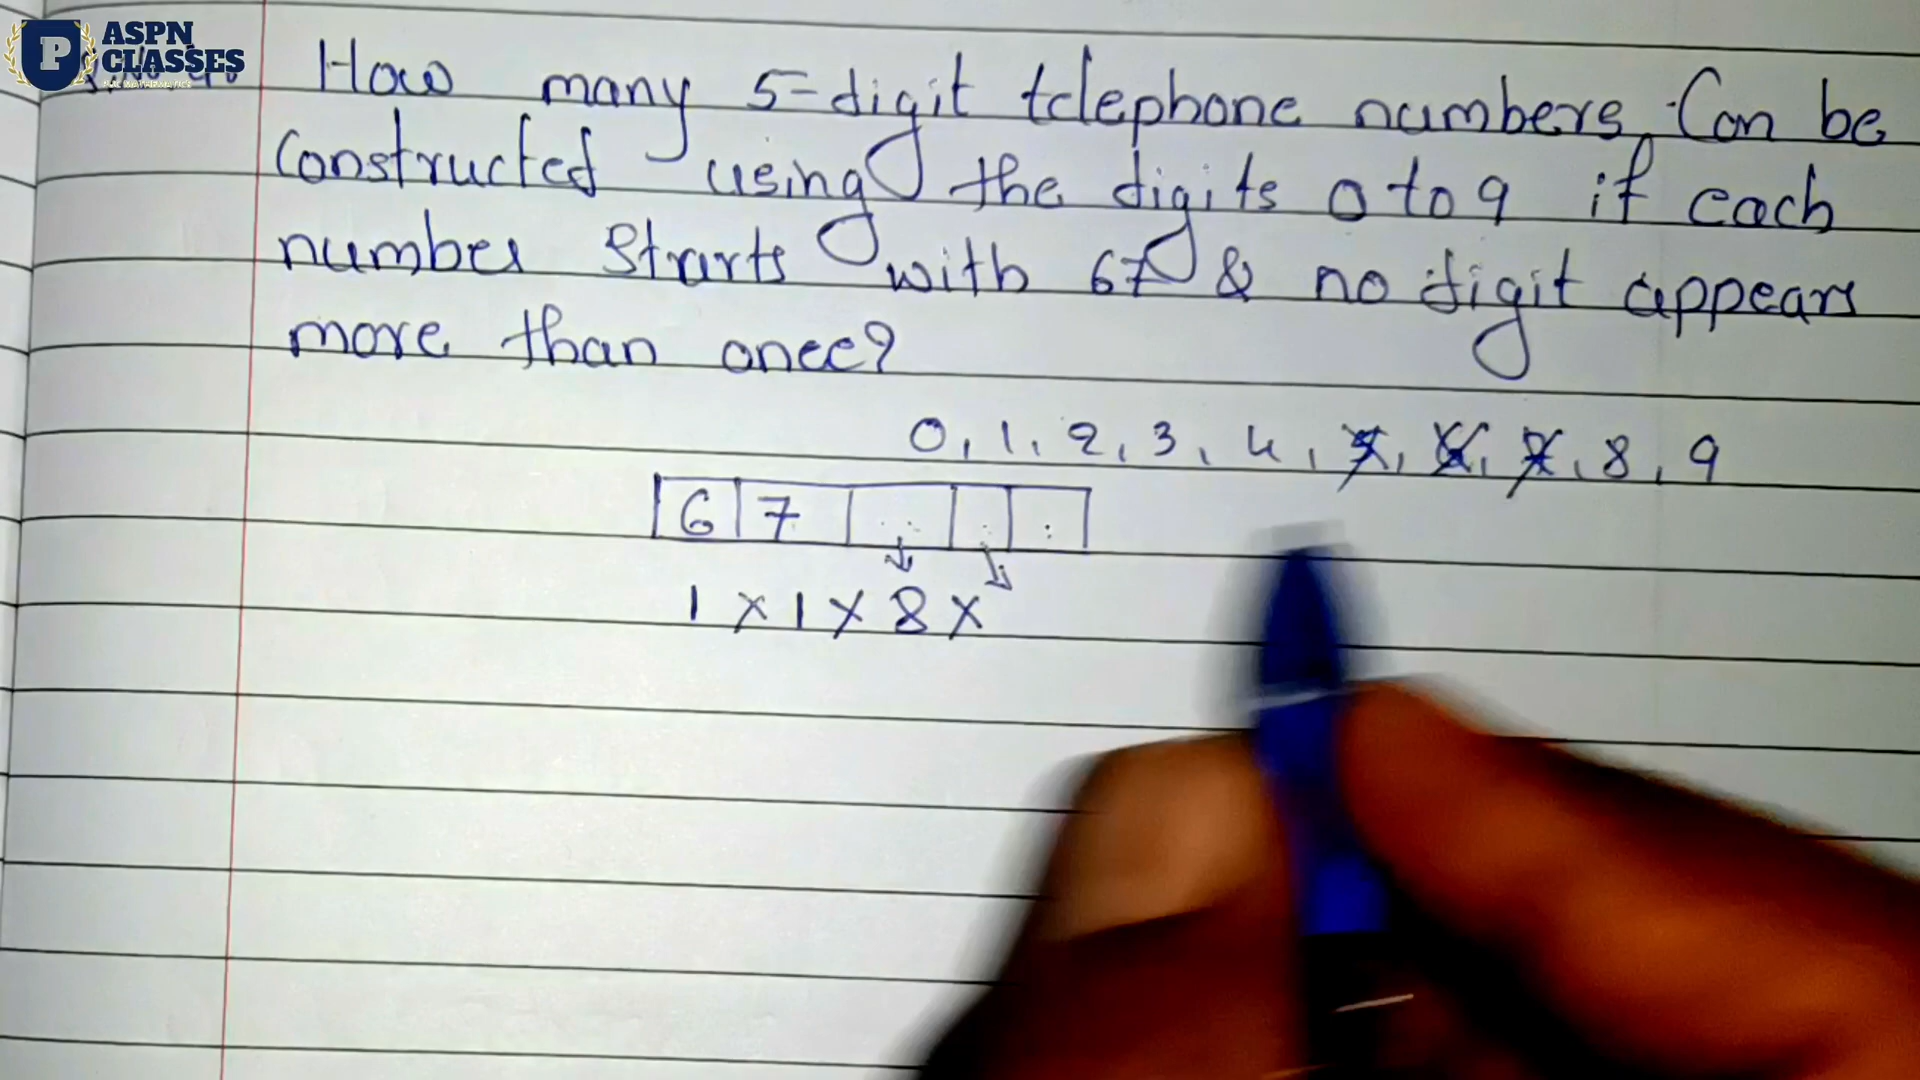 ASPN
CLASSES
How many 5-digit telephone numbers Can be
constructed using the digits 0 to 9 if each
number starts with 67 & no digit appears
more than once?
0, 1, 2, 3, 4, 5, 6, 7, 8, 9
6 7
1 x 1 x 8 x